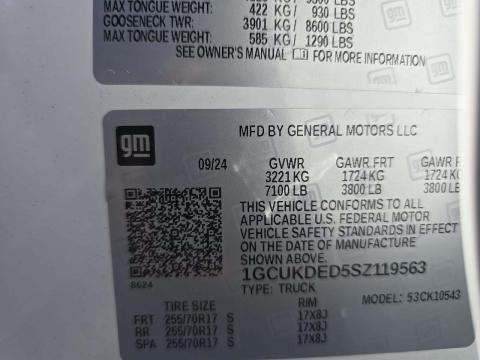 MAX TONGUE WEIGHT: 422 KG/ 930 LBS
GOOSENECK TWR: 3901 KG/ 8600 LBS
MAX TONGUE WEIGHT: 585 KG/ 1290 LBS
SEE OWNER'S MANUAL FOR MORE INFORMATION
gm
MFD BY GENERAL MOTORS LLC
09/24 GVWR GAWR FRT GAWR
3221 KG 1724 KG 1724 KG
7100 LB 3800 LB 3800 LB
THIS VEHICLE CONFORMS TO ALL
APPLICABLE U.S. FEDERAL MOTOR
VEHICLE SAFETY STANDARDS IN EFFECT
ON THE DATE OF MANUFACTURE
SHOWN ABOVE.
1GCUKDED5SZ119563
8624
TYPE: TRUCK MODEL: 53CK10543
TIRE SIZE RIM
FRT 255/70R17 S 17X8J
RR 255/70R17 S 17X8J
SPA 255/70R17 S 17X8J